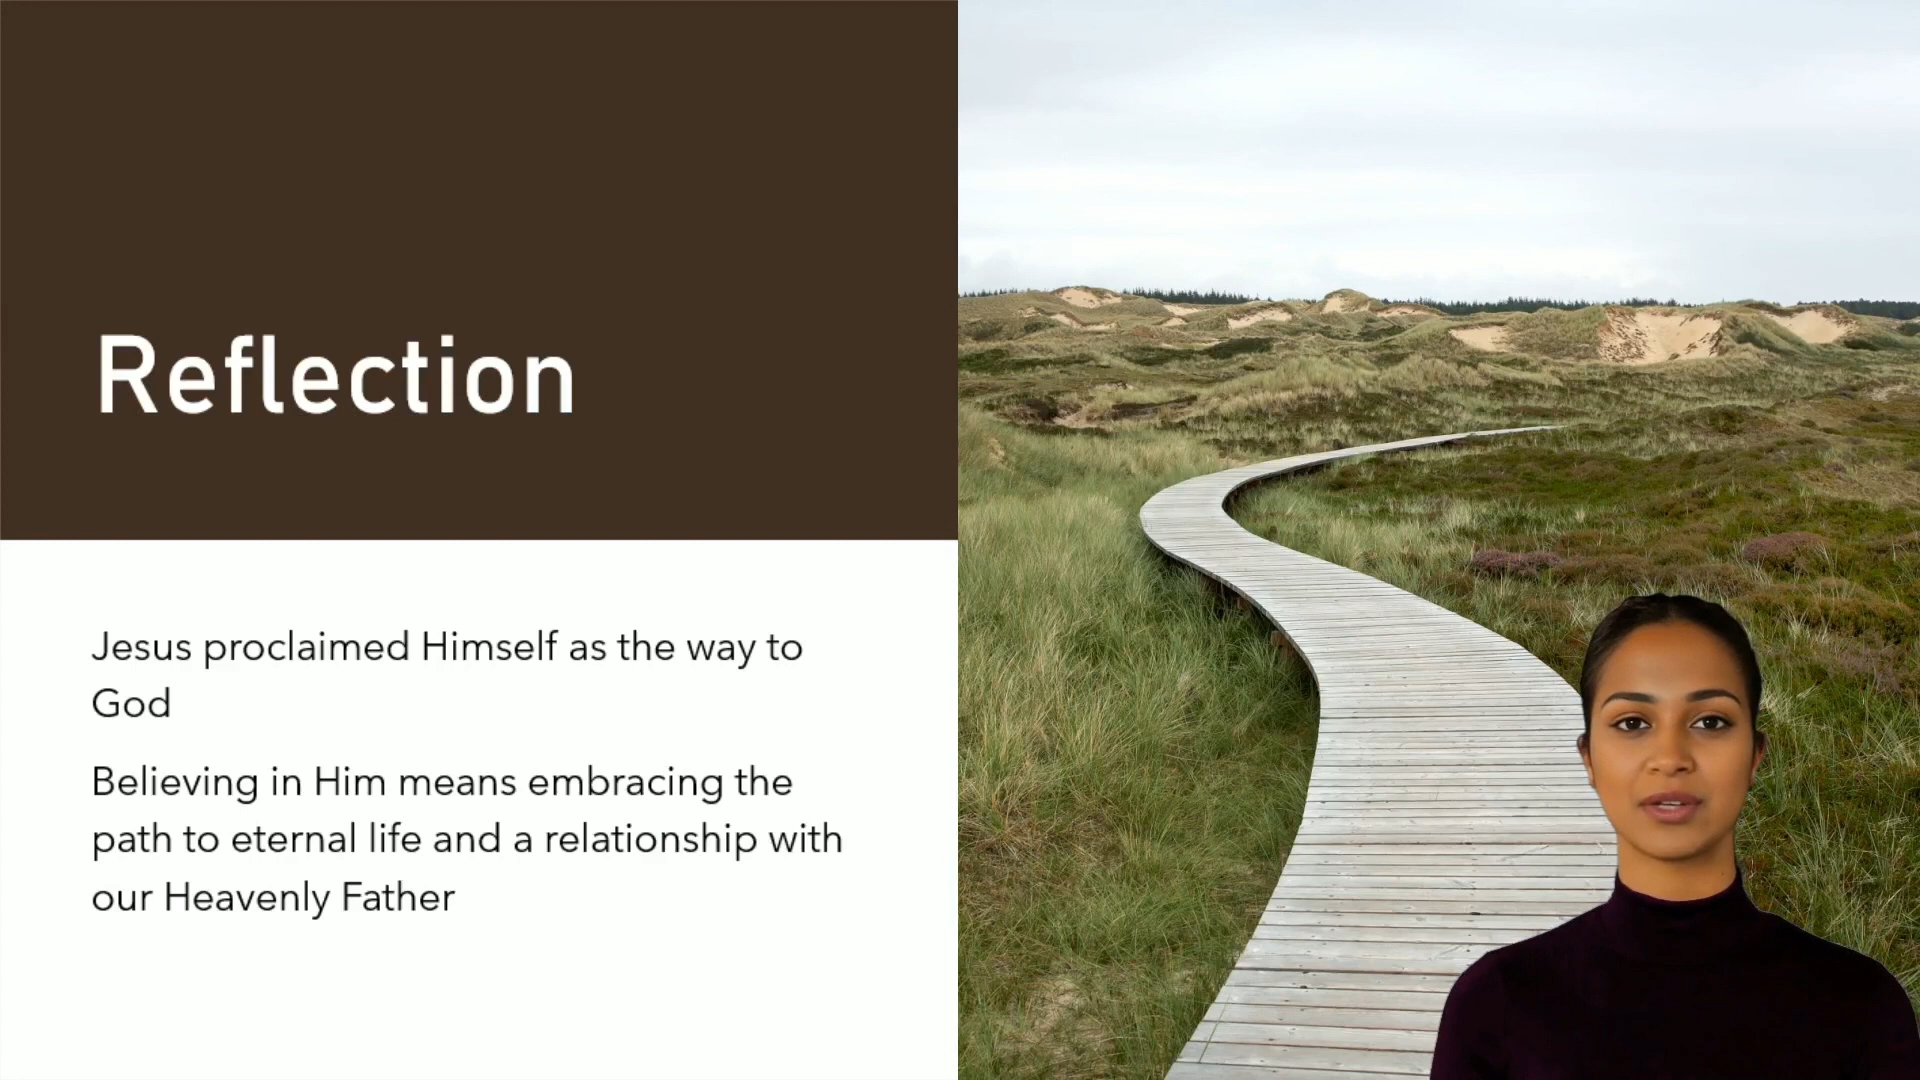 Reflection
Jesus proclaimed Himself as the way to
God
Believing in Him means embracing the
path to eternal life and a relationship with
our Heavenly Father